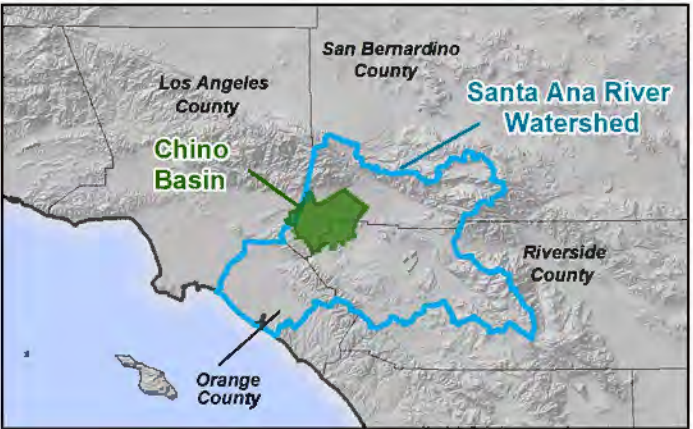 San Bernardino
County
Los Angeles
County
Santa Ana River
Watershed
Chino
Basin
Riverside
County
Orange
County